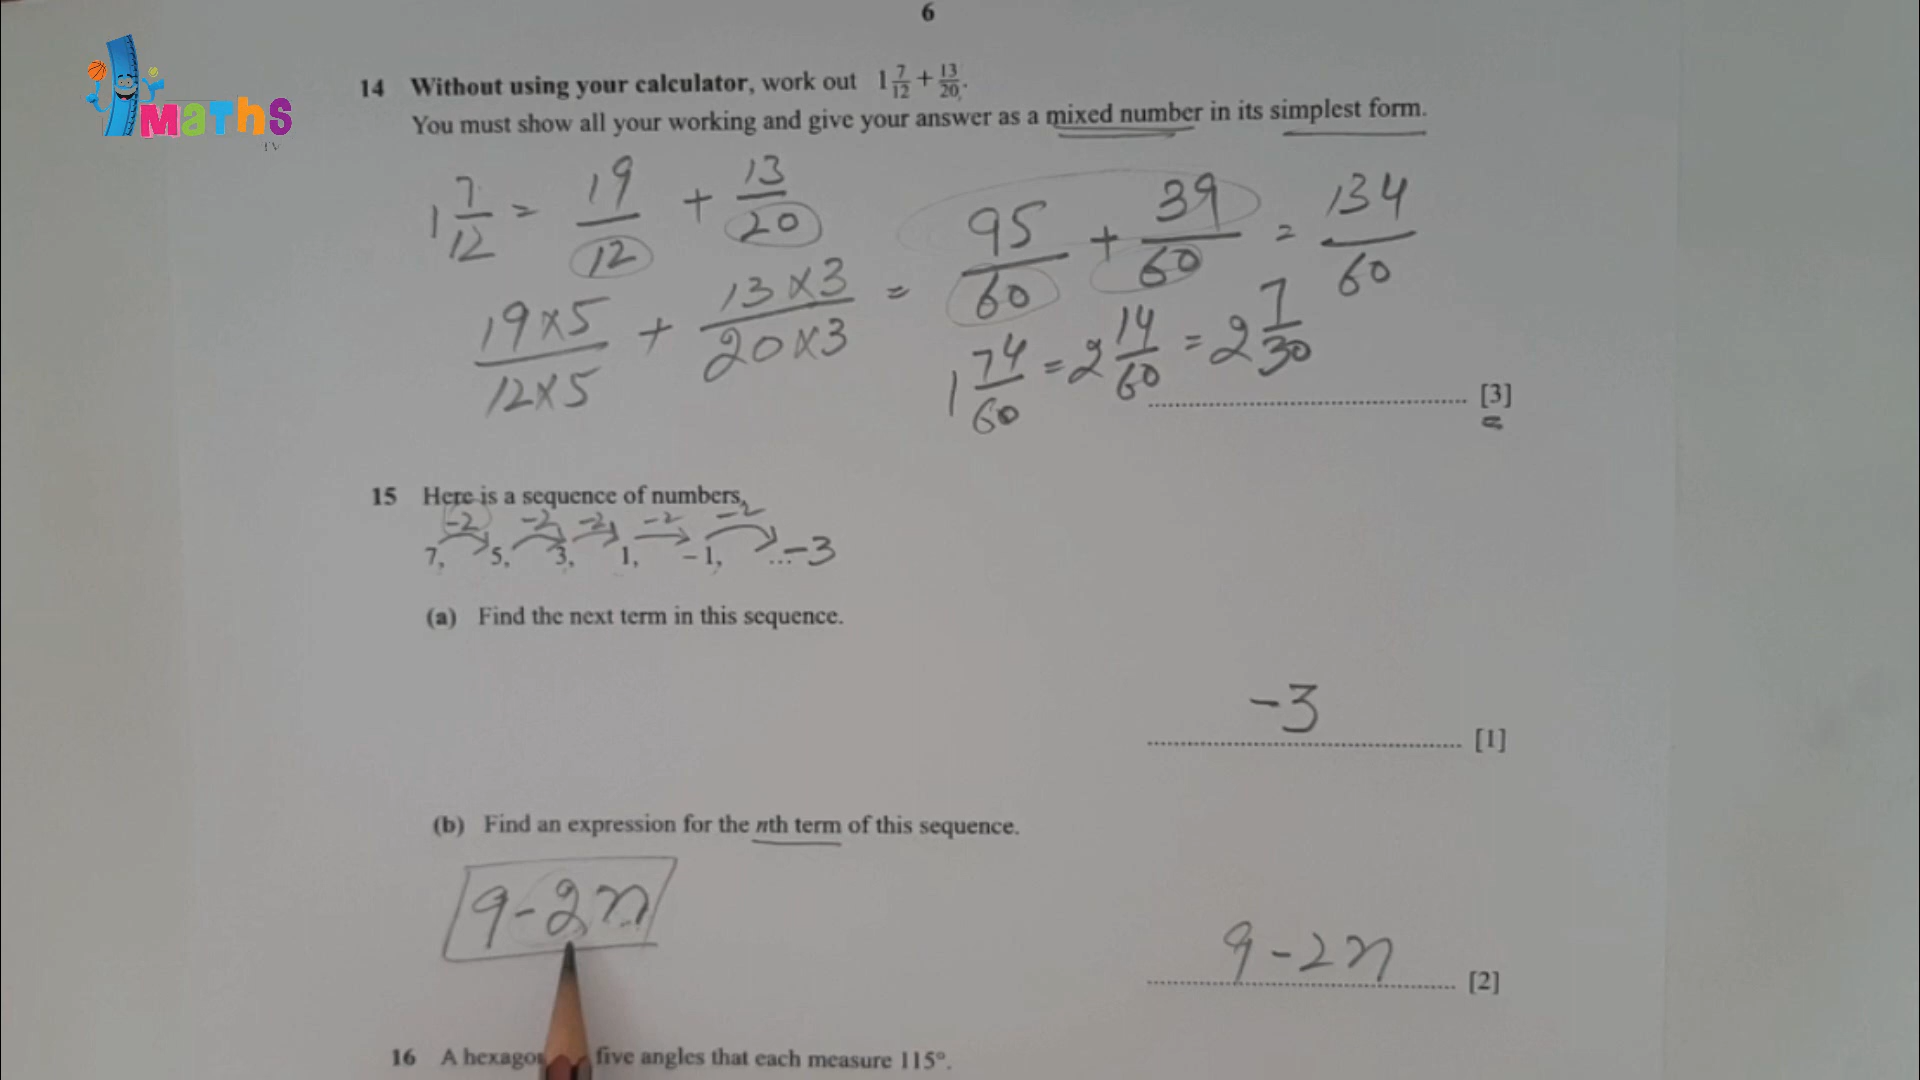 6
MaTHS
TV
14 Without using your calculator, work out 1 7/12 + 13/20.
You must show all your working and give your answer as a mixed number in its simplest form.
1 7/12 = 19/12 + 13/20
19×5/12×5 + 13×3/20×3 = 95/60 + 39/60 = 134/60
1 74/60 = 2 14/60 = 2 7/30
[3]
15 Here is a sequence of numbers.
-2 -2 -2 -2 -2
7, 5, 3, 1, – 1, ... -3
(a) Find the next term in this sequence.
-3
[1]
(b) Find an expression for the nth term of this sequence.
9-2n
9-2n
[2]
16 A five angles that each measure 115°.